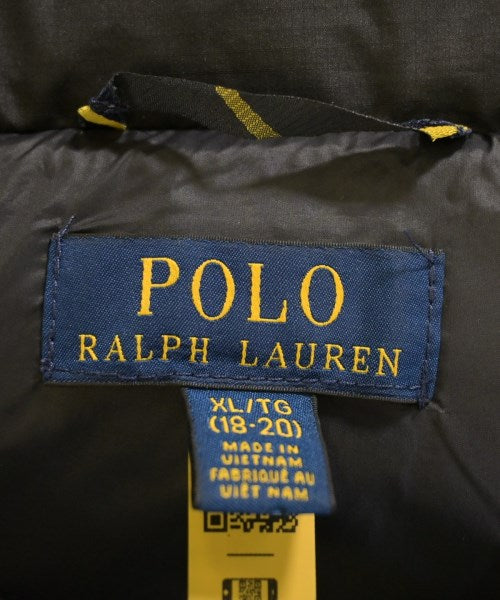 POLO
RALPH LAUREN
XL/TG
(18-20)
MADE IN
VIETNAM
FABRIQUÉ AU
VIÊT NAM